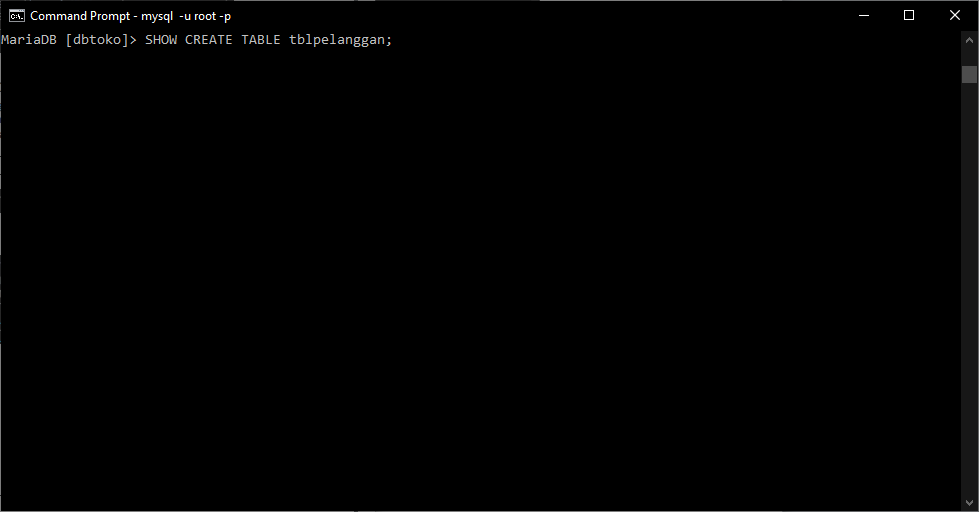 Command Prompt - mysql  -u root -p
MariaDB [dbtoko]> SHOW CREATE TABLE tblpelanggan;